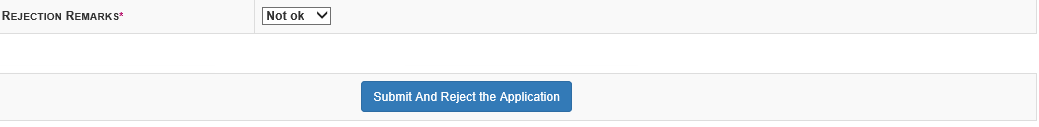 REJECTION REMARKS* Not ok
Submit And Reject the Application